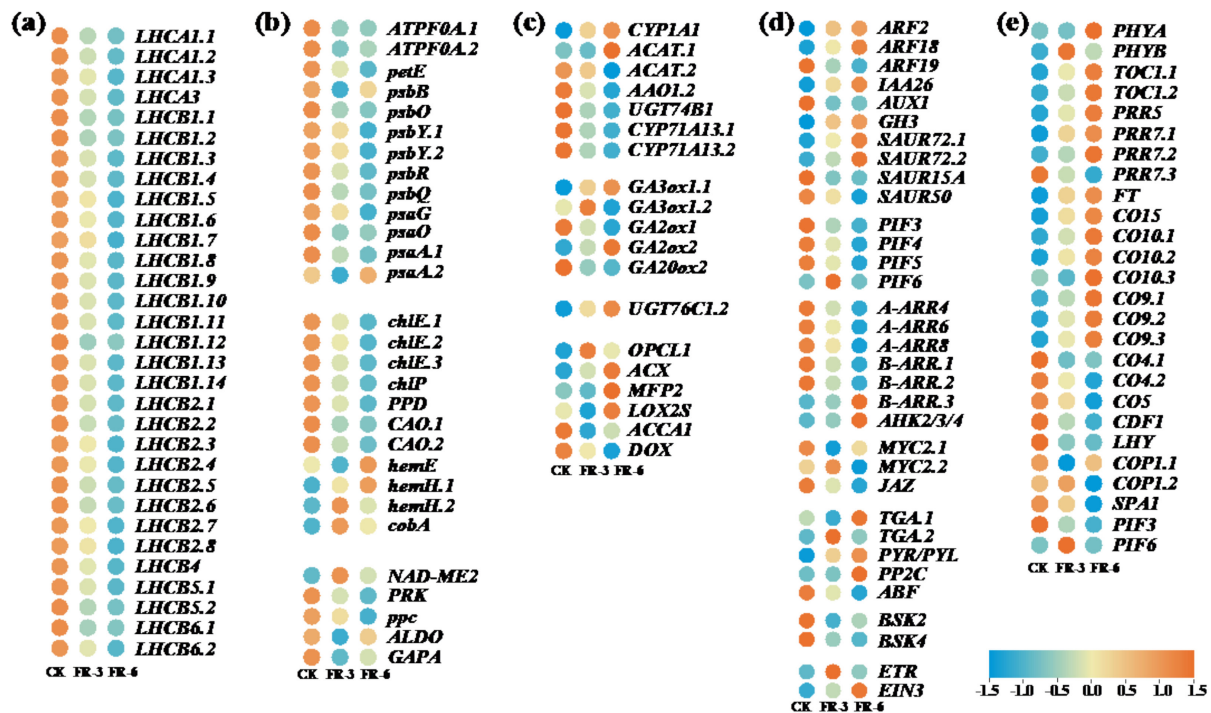 (a)
LHCA1.1
LHCA1.2
LHCA1.3
LHCA3
LHCB1.1
LHCB1.2
LHCB1.3
LHCB1.4
LHCB1.5
LHCB1.6
LHCB1.7
LHCB1.8
LHCB1.9
LHCB1.10
LHCB1.11
LHCB1.12
LHCB1.13
LHCB1.14
LHCB2.1
LHCB2.2
LHCB2.3
LHCB2.4
LHCB2.5
LHCB2.6
LHCB2.7
LHCB2.8
LHCB4
LHCB5.1
LHCB5.2
LHCB6.1
LHCB6.2
CK FR-3 FR-6
(b)
ATPF0A.1
ATPF0A.2
petE
psbB
psbO
psbY.1
psbY.2
psbR
psbQ
psaG
psaO
psaA.1
psaA.2
chlE.1
chlE.2
chlE.3
chlP
PPD
CAO.1
CAO.2
hemE
hemH.1
hemH.2
cobA
NAD-ME2
PRK
ppc
ALDO
GAPA
CK FR-3 FR-6
(c)
CYP1A1
ACAT.1
ACAT.2
AAO1.2
UGT74B1
CYP71A13.1
CYP71A13.2
GA3ox1.1
GA3ox1.2
GA2ox1
GA2ox2
GA20ox2
UGT76C1.2
OPCL1
ACX
MFP2
LOX2S
ACCA1
DOX
CK FR-3 FR-6
(d)
ARF2
ARF18
ARF19
IAA26
AUX1
GH3
SAUR72.1
SAUR72.2
SAUR15A
SAUR50
PIF3
PIF4
PIF5
PIF6
A-ARR4
A-ARR6
A-ARR8
B-ARR.1
B-ARR.2
B-ARR.3
AHK2/3/4
MYC2.1
MYC2.2
JAZ
TGA.1
TGA.2
PYR/PYL
PP2C
ABF
BSK2
BSK4
ETR
EIN3
CK FR-3 FR-6
(e)
PHYA
PHYB
TOC1.1
TOC1.2
PRR5
PRR7.1
PRR7.2
PRR7.3
FT
CO15
CO10.1
CO10.2
CO10.3
CO9.1
CO9.2
CO9.3
CO4.1
CO4.2
CO5
CDF1
LHY
COP1.1
COP1.2
SPA1
PIF3
PIF6
CK FR-3 FR-6
-1.5 -1.0 -0.5 0.0 0.5 1.0 1.5